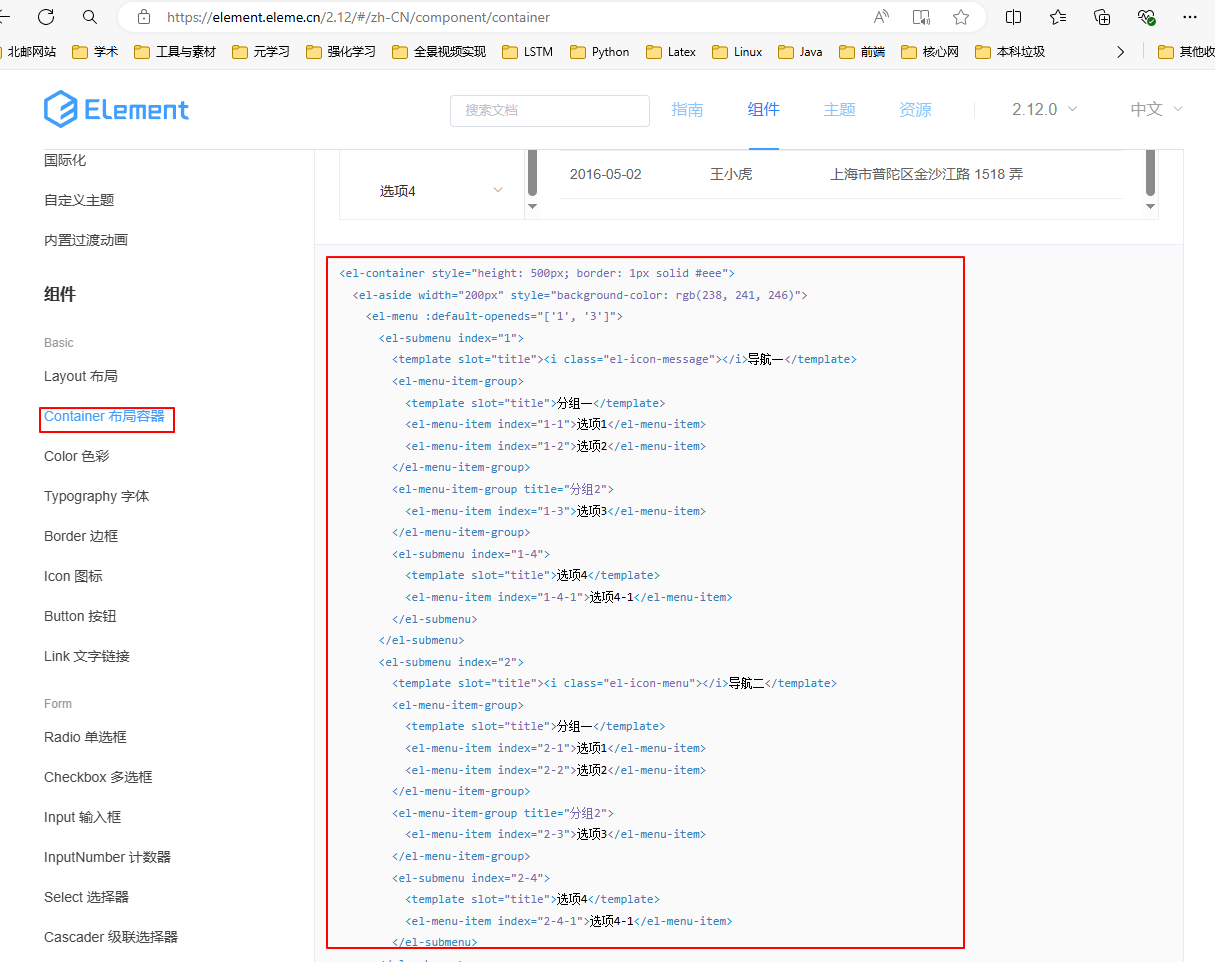 https://element.eleme.cn/2.12/#/zh-CN/component/container
北邮网站 学术 工具与素材 元学习 强化学习 全景视频实现 LSTM Python Latex Linux Java 前端 核心网 本科垃圾 其他收
Element 搜索文档 指南 组件 主题 资源 2.12.0 中文
国际化
自定义主题
内置过渡动画
组件
Basic
Layout 布局
Container 布局容器
Color 色彩
Typography 字体
Border 边框
Icon 图标
Button 按钮
Link 文字链接
Form
Radio 单选框
Checkbox 多选框
Input 输入框
InputNumber 计数器
Select 选择器
Cascader 级联选择器
选项4
2016-05-02 王小虎 上海市普陀区金沙江路 1518 弄
<el-container style="height: 500px; border: 1px solid #eee">
<el-aside width="200px" style="background-color: rgb(238, 241, 246)">
<el-menu :default-openeds="['1', '3']">
<el-submenu index="1">
<template slot="title"><i class="el-icon-message"></i>导航一</template>
<el-menu-item-group>
<template slot="title">分组一</template>
<el-menu-item index="1-1">选项1</el-menu-item>
<el-menu-item index="1-2">选项2</el-menu-item>
</el-menu-item-group>
<el-menu-item-group title="分组2">
<el-menu-item index="1-3">选项3</el-menu-item>
</el-menu-item-group>
<el-submenu index="1-4">
<template slot="title">选项4</template>
<el-menu-item index="1-4-1">选项4-1</el-menu-item>
</el-submenu>
</el-submenu>
<el-submenu index="2">
<template slot="title"><i class="el-icon-menu"></i>导航二</template>
<el-menu-item-group>
<template slot="title">分组一</template>
<el-menu-item index="2-1">选项1</el-menu-item>
<el-menu-item index="2-2">选项2</el-menu-item>
</el-menu-item-group>
<el-menu-item-group title="分组2">
<el-menu-item index="2-3">选项3</el-menu-item>
</el-menu-item-group>
<el-submenu index="2-4">
<template slot="title">选项4</template>
<el-menu-item index="2-4-1">选项4-1</el-menu-item>
</el-submenu>